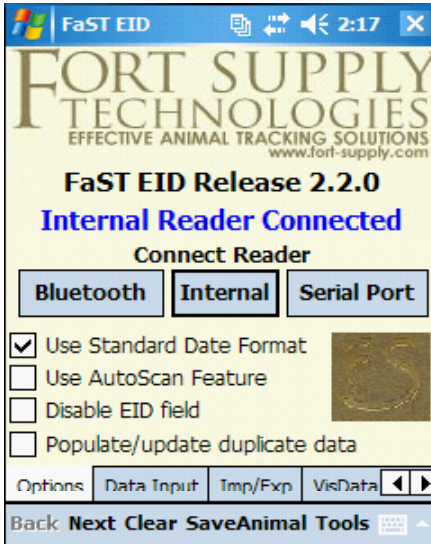 FaST EID 2:17
FORT SUPPLY
TECHNOLOGIES
EFFECTIVE ANIMAL TRACKING SOLUTIONS
www.fort-supply.com
FaST EID Release 2.2.0
Internal Reader Connected
Connect Reader
Bluetooth Internal Serial Port
Use Standard Date Format
Use AutoScan Feature
Disable EID field
Populate/update duplicate data
Options Data Input Imp/Exp VisData
Back Next Clear SaveAnimal Tools